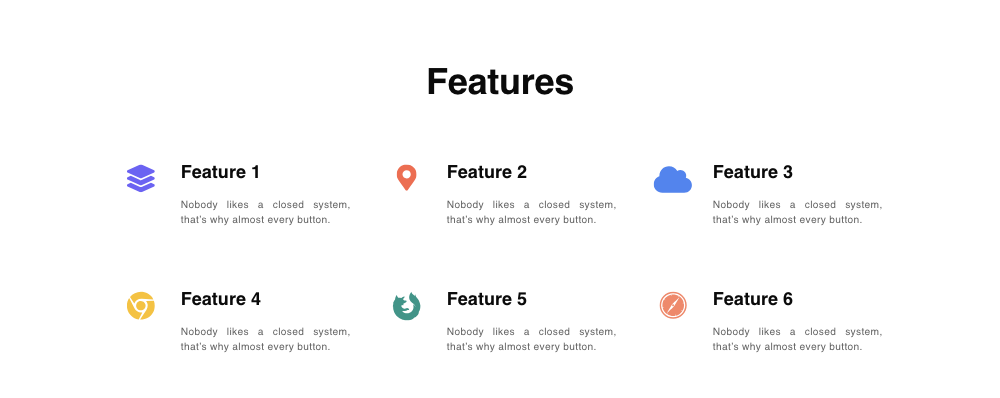 Features
Feature 1
Nobody likes a closed system,
that's why almost every button.
Feature 2
Nobody likes a closed system,
that's why almost every button.
Feature 3
Nobody likes a closed system,
that's why almost every button.
Feature 4
Nobody likes a closed system,
that's why almost every button.
Feature 5
Nobody likes a closed system,
that's why almost every button.
Feature 6
Nobody likes a closed system,
that's why almost every button.